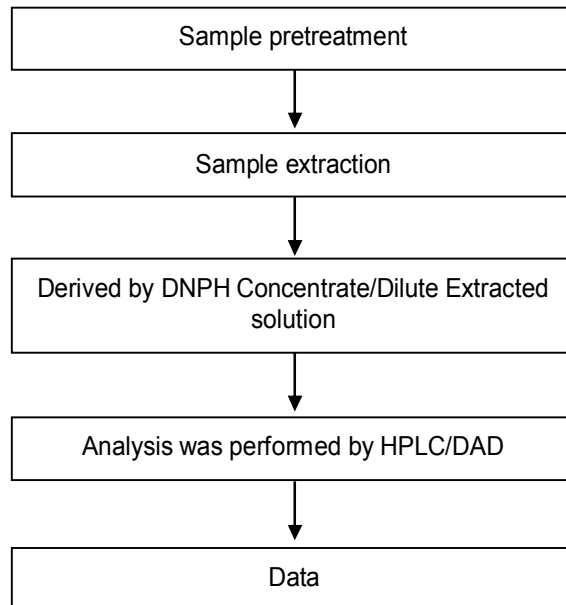 Sample pretreatment
Sample extraction
Derived by DNPH Concentrate/Dilute Extracted
solution
Analysis was performed by HPLC/DAD
Data